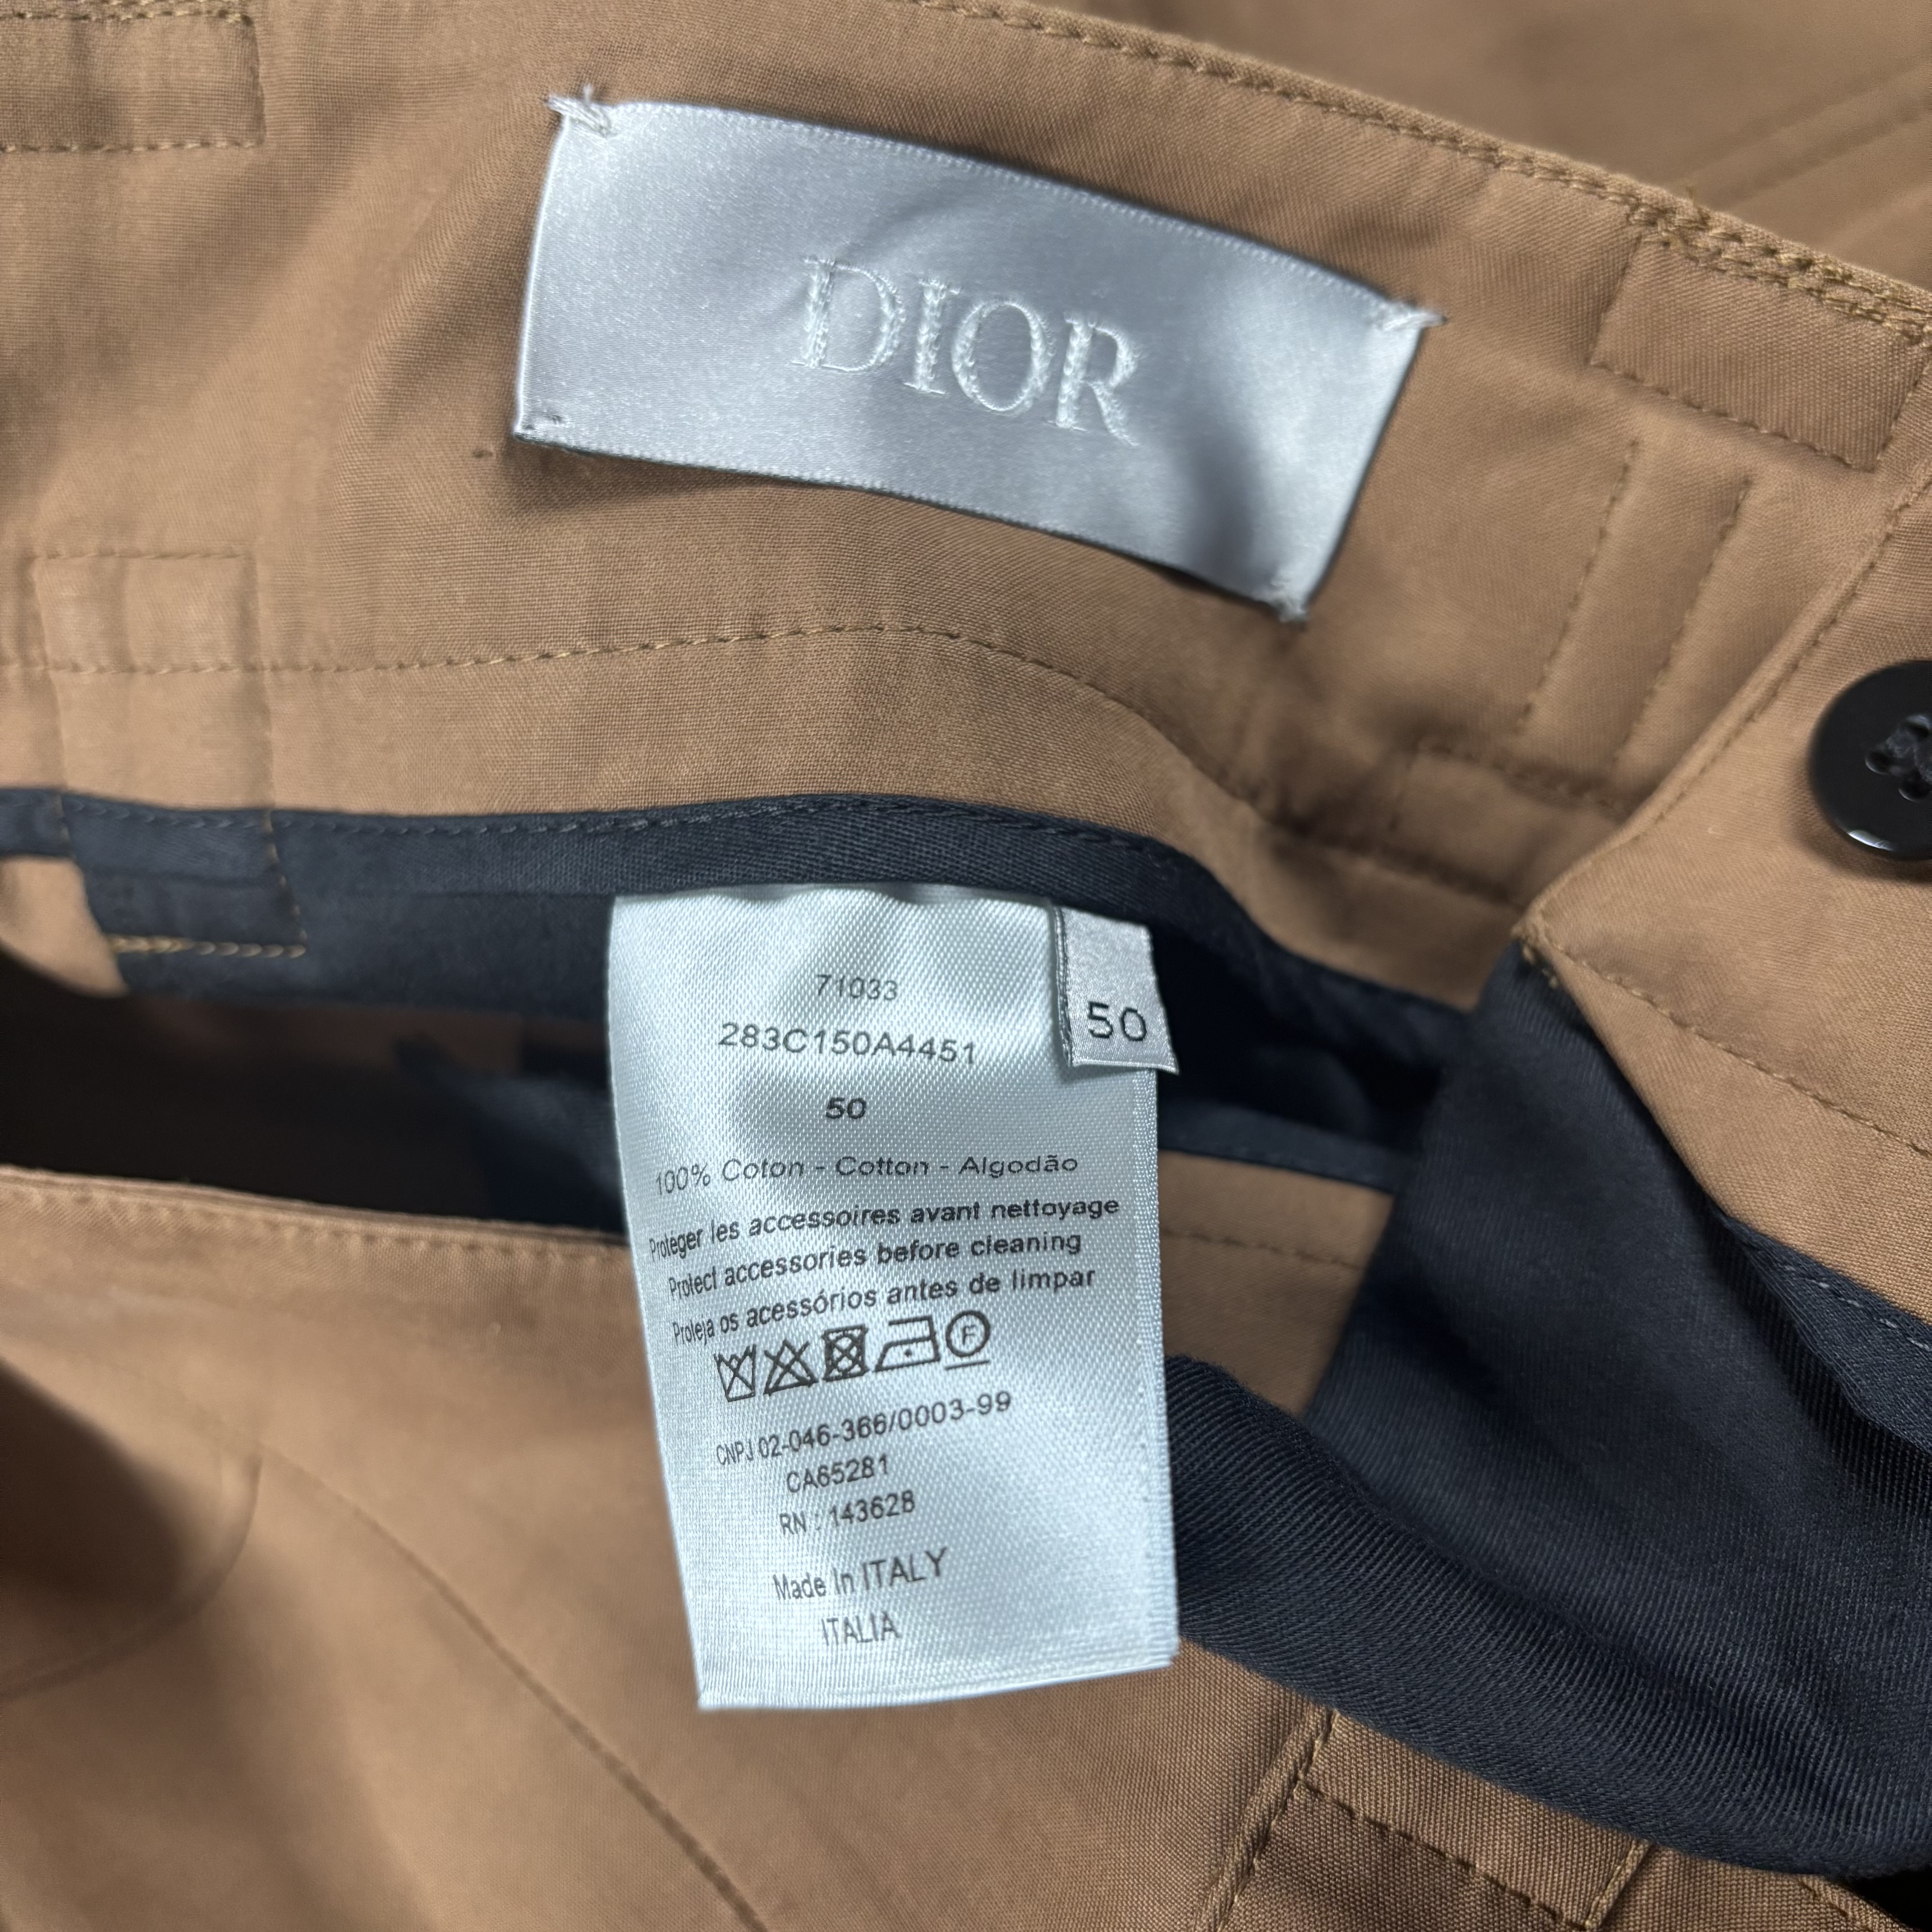 DIOR
71033
283C150A4451
50
50
100% Coton - Cotton - Algodão
Protéger les accessoires avant nettoyage
Protect accessories before cleaning
Proteja os acessórios antes de limpar
F
CNPJ 02-046-366/0003-99
CA65281
RN : 143628
Made In ITALY
ITALIA